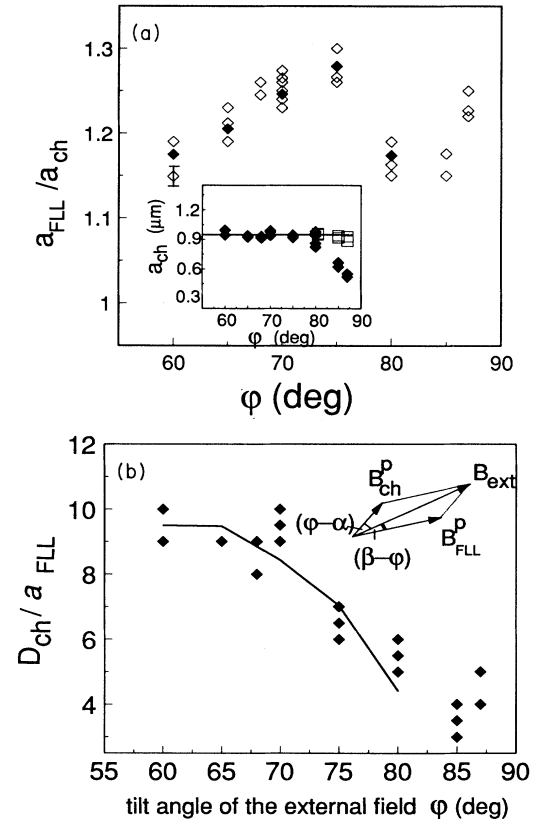 (a)
1.3
1.2
1.1
1
a_FLL /a_ch
60
70
80
90
φ (deg)
a_ch (μm)
1.2
0.9
0.6
0.3
60
70
80
90
φ (deg)
(b)
12
10
8
6
4
D_ch/ a_FLL
B^p_ch
B_ext
(φ−α)
B^p_FLL
(β−φ)
55
60
65
70
75
80
85
90
tilt angle of the external field φ (deg)